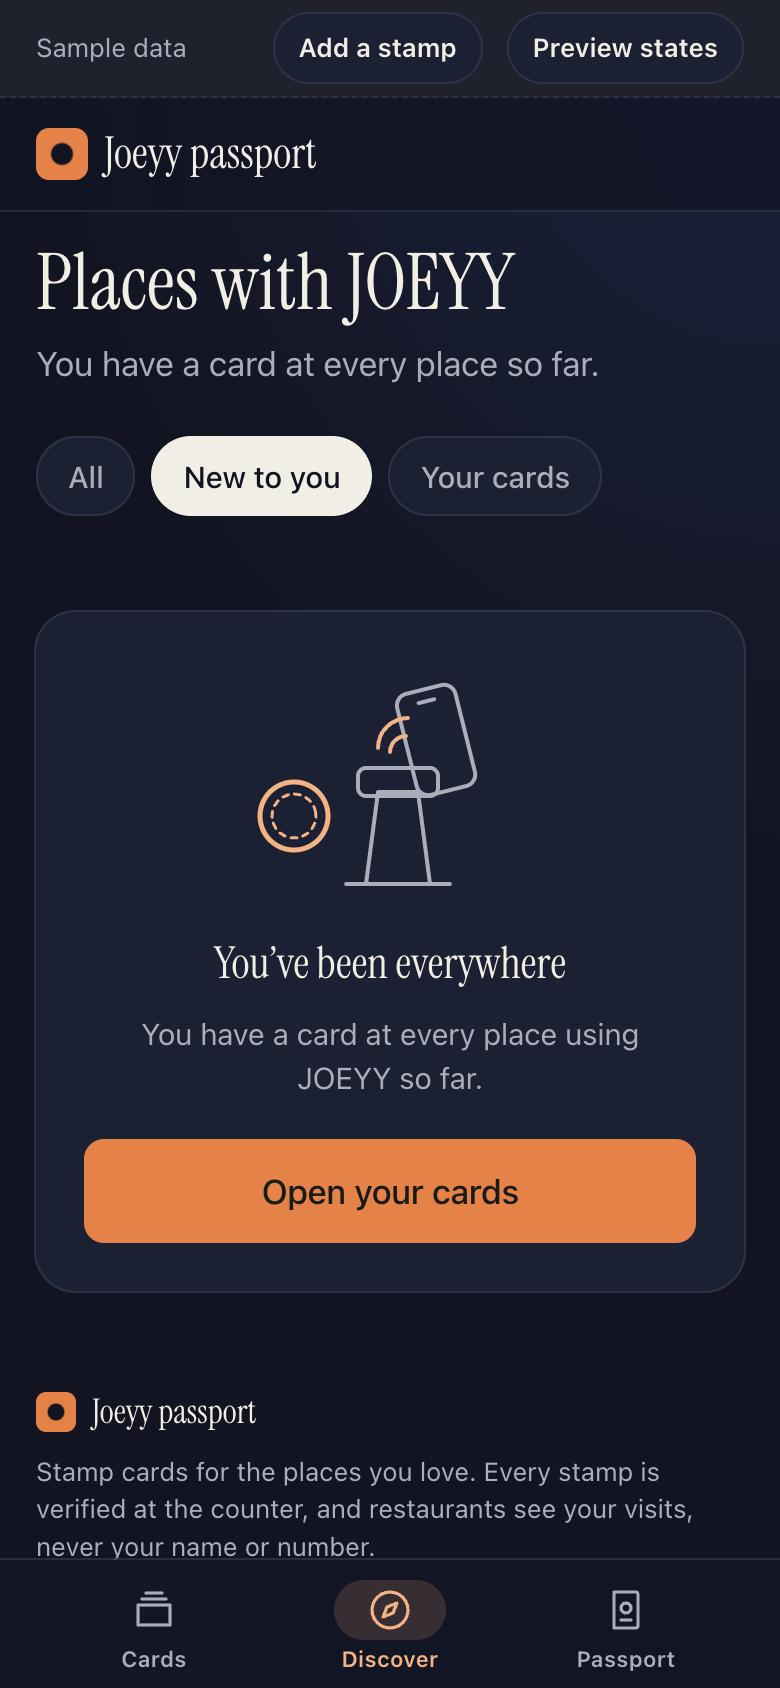 Sample data
Add a stamp
Preview states
Joeyy passport
Places with JOEYY
You have a card at every place so far.
All
New to you
Your cards
You’ve been everywhere
You have a card at every place using
JOEYY so far.
Open your cards
Joeyy passport
Stamp cards for the places you love. Every stamp is
verified at the counter, and restaurants see your visits,
never your name or number.
Cards
Discover
Passport